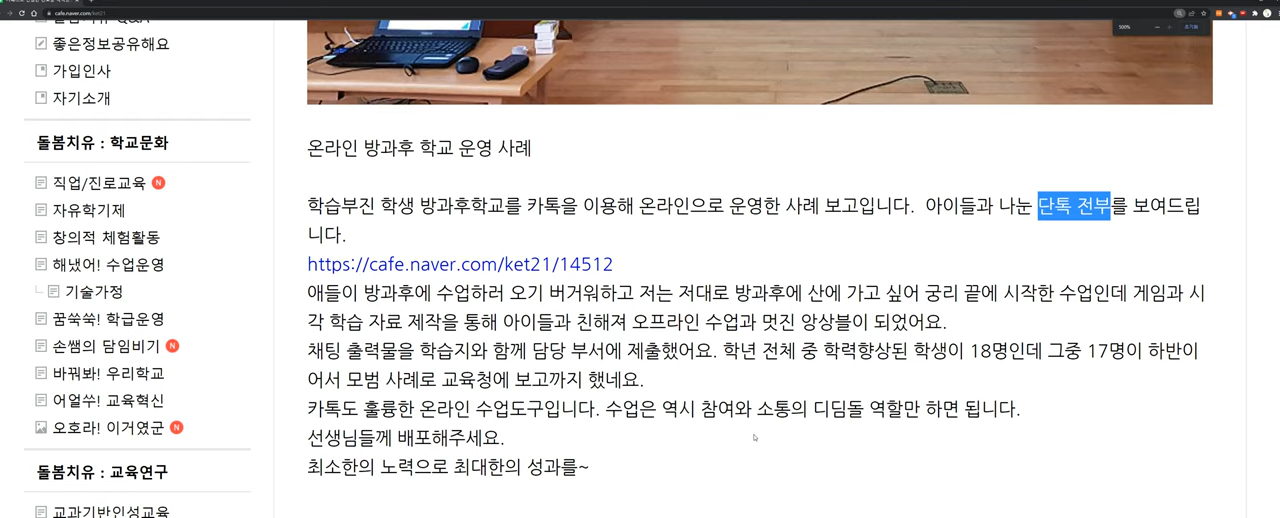 cafe.naver.com/ket21
500%
좋은정보공유해요
가입인사
자기소개
돌봄치유 : 학교문화
직업/진로교육 N
자유학기제
창의적 체험활동
해냈어! 수업운영
기술가정
꿈쑥쑥! 학급운영
손쌤의 담임비기 N
바꿔봐! 우리학교
어얼쑤! 교육혁신
오호라! 이거였군 N
돌봄치유 : 교육연구
교과기반인성교육
온라인 방과후 학교 운영 사례
학습부진 학생 방과후학교를 카톡을 이용해 온라인으로 운영한 사례 보고입니다.  아이들과 나눈 단톡 전부를 보여드립
니다.
https://cafe.naver.com/ket21/14512
애들이 방과후에 수업하러 오기 버거워하고 저는 저대로 방과후에 산에 가고 싶어 궁리 끝에 시작한 수업인데 게임과 시
각 학습 자료 제작을 통해 아이들과 친해져 오프라인 수업과 멋진 앙상블이 되었어요.
채팅 출력물을 학습지와 함께 담당 부서에 제출했어요. 학년 전체 중 학력향상된 학생이 18명인데 그중 17명이 하반이
어서 모범 사례로 교육청에 보고까지 했네요.
카톡도 훌륭한 온라인 수업도구입니다. 수업은 역시 참여와 소통의 디딤돌 역할만 하면 됩니다.
선생님들께 배포해주세요.
최소한의 노력으로 최대한의 성과를~